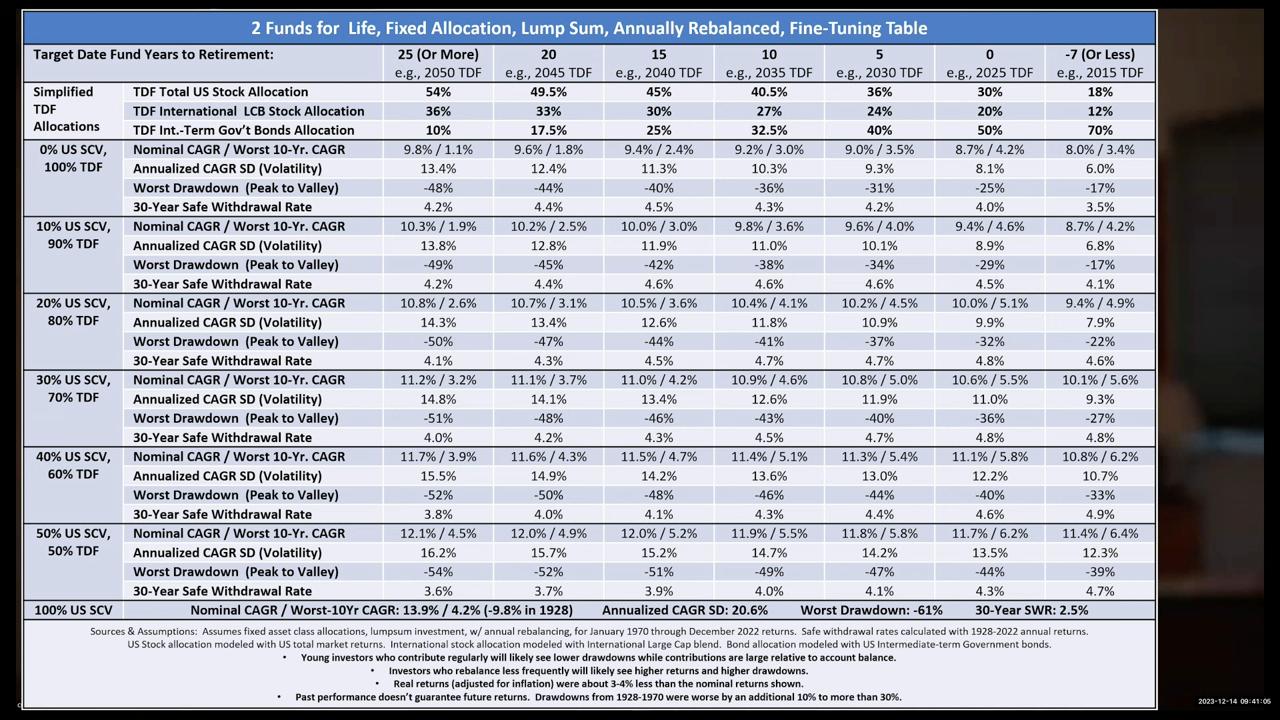 2 Funds for Life, Fixed Allocation, Lump Sum, Annually Rebalanced, Fine-Tuning Table
Target Date Fund Years to Retirement: 25 (Or More) 20 15 10 5 0 -7 (Or Less)
e.g., 2050 TDF e.g., 2045 TDF e.g., 2040 TDF e.g., 2035 TDF e.g., 2030 TDF e.g., 2025 TDF e.g., 2015 TDF
Simplified TDF Total US Stock Allocation 54% 49.5% 45% 40.5% 36% 30% 18%
TDF TDF International LCB Stock Allocation 36% 33% 30% 27% 24% 20% 12%
Allocations TDF Int.-Term Gov't Bonds Allocation 10% 17.5% 25% 32.5% 40% 50% 70%
0% US SCV, Nominal CAGR / Worst 10-Yr. CAGR 9.8% / 1.1% 9.6% / 1.8% 9.4% / 2.4% 9.2% / 3.0% 9.0% / 3.5% 8.7% / 4.2% 8.0% / 3.4%
100% TDF Annualized CAGR SD (Volatility) 13.4% 12.4% 11.3% 10.3% 9.3% 8.1% 6.0%
Worst Drawdown (Peak to Valley) -48% -44% -40% -36% -31% -25% -17%
30-Year Safe Withdrawal Rate 4.2% 4.4% 4.5% 4.3% 4.2% 4.0% 3.5%
10% US SCV, Nominal CAGR / Worst 10-Yr. CAGR 10.3% / 1.9% 10.2% / 2.5% 10.0% / 3.0% 9.8% / 3.6% 9.6% / 4.0% 9.4% / 4.6% 8.7% / 4.2%
90% TDF Annualized CAGR SD (Volatility) 13.8% 12.8% 11.9% 11.0% 10.1% 8.9% 6.8%
Worst Drawdown (Peak to Valley) -49% -45% -42% -38% -34% -29% -17%
30-Year Safe Withdrawal Rate 4.2% 4.4% 4.6% 4.6% 4.6% 4.5% 4.1%
20% US SCV, Nominal CAGR / Worst 10-Yr. CAGR 10.8% / 2.6% 10.7% / 3.1% 10.5% / 3.6% 10.4% / 4.1% 10.2% / 4.5% 10.0% / 5.1% 9.4% / 4.9%
80% TDF Annualized CAGR SD (Volatility) 14.3% 13.4% 12.6% 11.8% 10.9% 9.9% 7.9%
Worst Drawdown (Peak to Valley) -50% -47% -44% -41% -37% -32% -22%
30-Year Safe Withdrawal Rate 4.1% 4.3% 4.5% 4.7% 4.7% 4.8% 4.6%
30% US SCV, Nominal CAGR / Worst 10-Yr. CAGR 11.2% / 3.2% 11.1% / 3.7% 11.0% / 4.2% 10.9% / 4.6% 10.8% / 5.0% 10.6% / 5.5% 10.1% / 5.6%
70% TDF Annualized CAGR SD (Volatility) 14.8% 14.1% 13.4% 12.6% 11.9% 11.0% 9.3%
Worst Drawdown (Peak to Valley) -51% -48% -46% -43% -40% -36% -27%
30-Year Safe Withdrawal Rate 4.0% 4.2% 4.3% 4.5% 4.7% 4.8% 4.8%
40% US SCV, Nominal CAGR / Worst 10-Yr. CAGR 11.7% / 3.9% 11.6% / 4.3% 11.5% / 4.7% 11.4% / 5.1% 11.3% / 5.4% 11.1% / 5.8% 10.8% / 6.2%
60% TDF Annualized CAGR SD (Volatility) 15.5% 14.9% 14.2% 13.6% 13.0% 12.2% 10.7%
Worst Drawdown (Peak to Valley) -52% -50% -48% -46% -44% -40% -33%
30-Year Safe Withdrawal Rate 3.8% 4.0% 4.1% 4.3% 4.4% 4.6% 4.9%
50% US SCV, Nominal CAGR / Worst 10-Yr. CAGR 12.1% / 4.5% 12.0% / 4.9% 12.0% / 5.2% 11.9% / 5.5% 11.8% / 5.8% 11.7% / 6.2% 11.4% / 6.4%
50% TDF Annualized CAGR SD (Volatility) 16.2% 15.7% 15.2% 14.7% 14.2% 13.5% 12.3%
Worst Drawdown (Peak to Valley) -54% -52% -51% -49% -47% -44% -39%
30-Year Safe Withdrawal Rate 3.6% 3.7% 3.9% 4.0% 4.1% 4.3% 4.7%
100% US SCV Nominal CAGR / Worst-10Yr CAGR: 13.9% / 4.2% (-9.8% in 1928) Annualized CAGR SD: 20.6% Worst Drawdown: -61% 30-Year SWR: 2.5%
Sources & Assumptions: Assumes fixed asset class allocations, lumpsum investment, w/ annual rebalancing, for January 1970 through December 2022 returns. Safe withdrawal rates calculated with 1928-2022 annual returns.
US Stock allocation modeled with US total market returns. International stock allocation modeled with International Large Cap blend. Bond allocation modeled with US Intermediate-term Government bonds.
• Young investors who contribute regularly will likely see lower drawdowns while contributions are large relative to account balance.
• Investors who rebalance less frequently will likely see higher returns and higher drawdowns.
• Real returns (adjusted for inflation) were about 3-4% less than the nominal returns shown.
• Past performance doesn't guarantee future returns. Drawdowns from 1928-1970 were worse by an additional 10% to more than 30%.
2023-12-14 09:41:05